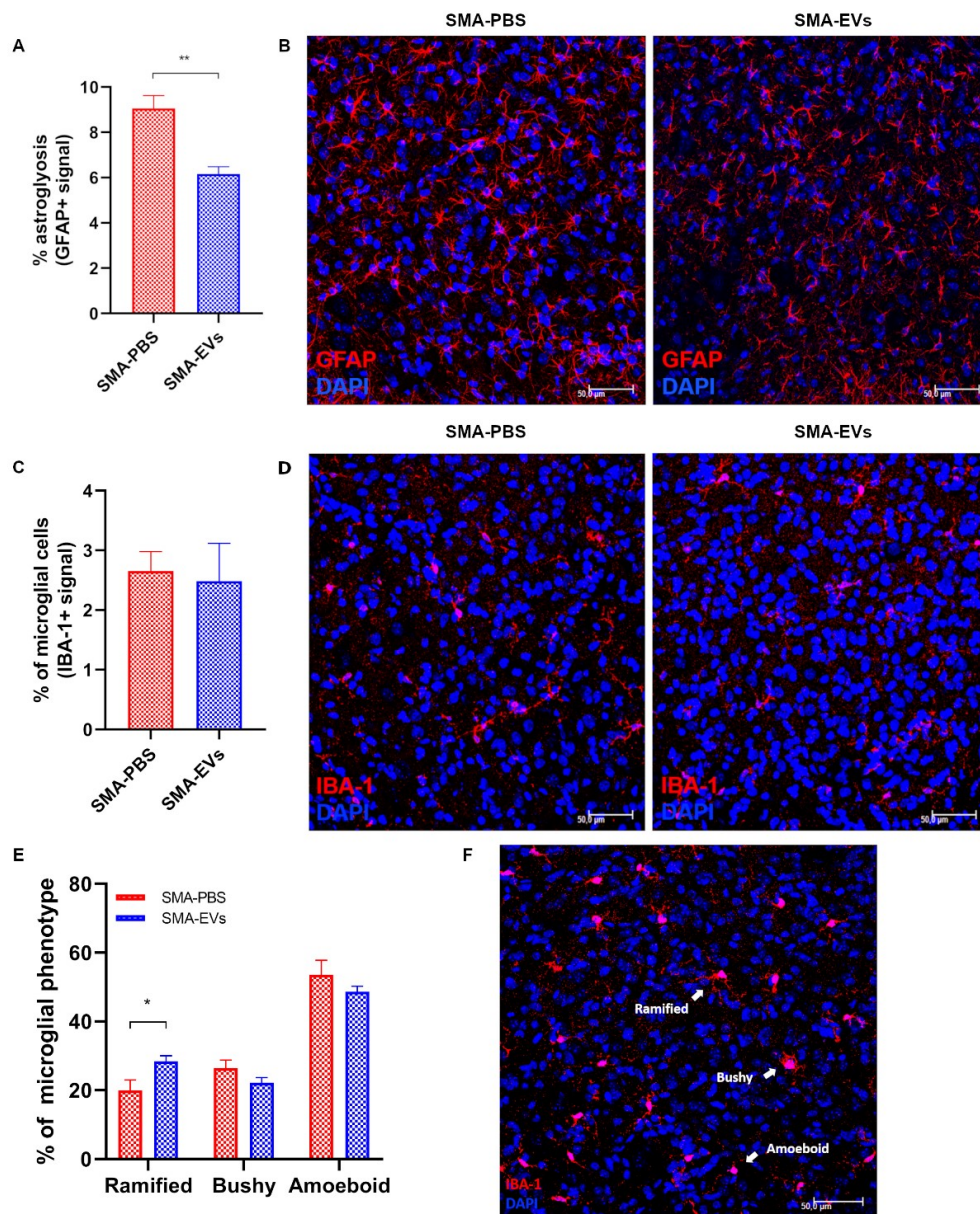 A
**
% astroglyosis
(GFAP+ signal)
10
8
6
4
2
0
SMA-PBS
SMA-EVs
B
SMA-PBS
SMA-EVs
GFAP
DAPI
50,0 µm
GFAP
DAPI
50,0 µm
C
% of microglial cells
(IBA-1+ signal)
4
3
2
1
0
SMA-PBS
SMA-EVs
D
SMA-PBS
SMA-EVs
IBA-1
DAPI
50,0 µm
IBA-1
DAPI
50,0 µm
E
% of microglial phenotype
80
60
40
20
0
SMA-PBS
SMA-EVs
*
Ramified
Bushy
Amoeboid
F
Ramified
Bushy
Amoeboid
IBA-1
DAPI
50,0 µm